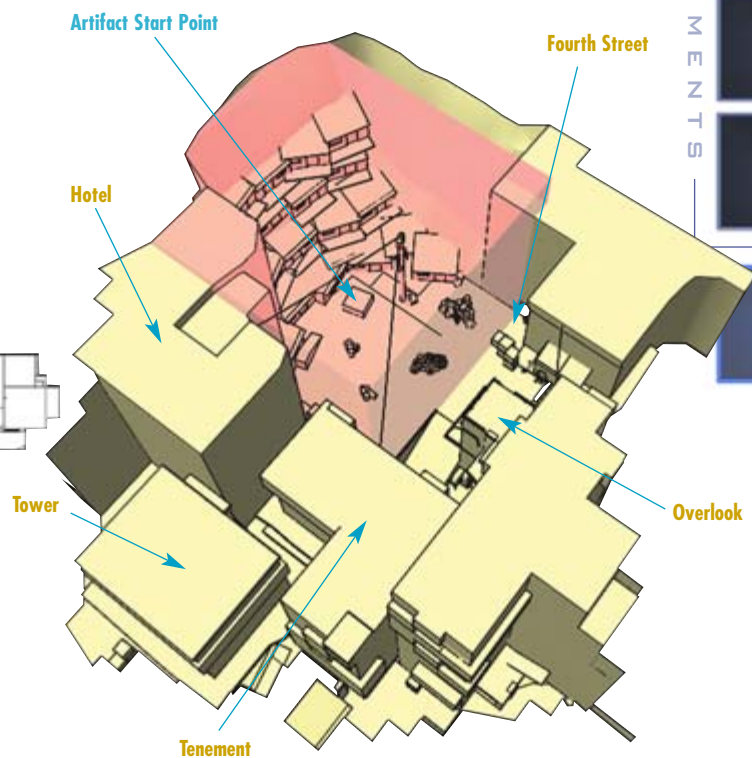 Artifact Start Point
Fourth Street
MENTS
Hotel
Tower
Overlook
Tenement